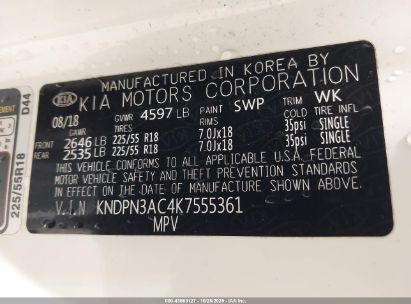 MANUFACTURED IN KOREA BY
KIA KIA MOTORS CORPORATION
08/18 GVWR 4597 LB PAINT SWP TRIM WK
GAWR TIRES RIMS COLD TIRE INFL
FRONT 2646 LB 225/55 R18 7.0Jx18 35psi SINGLE
REAR 2535 LB 225/55 R18 7.0Jx18 35psi SINGLE
THIS VEHICLE CONFORMS TO ALL APPLICABLE U.S.A. FEDERAL
MOTOR VEHICLE SAFETY AND THEFT PREVENTION STANDARDS
IN EFFECT ON THE DATE OF MANUFACTURE SHOWN ABOVE.
V.I.N KNDPN3AC4K7555361
MPV
225/55R18 D44